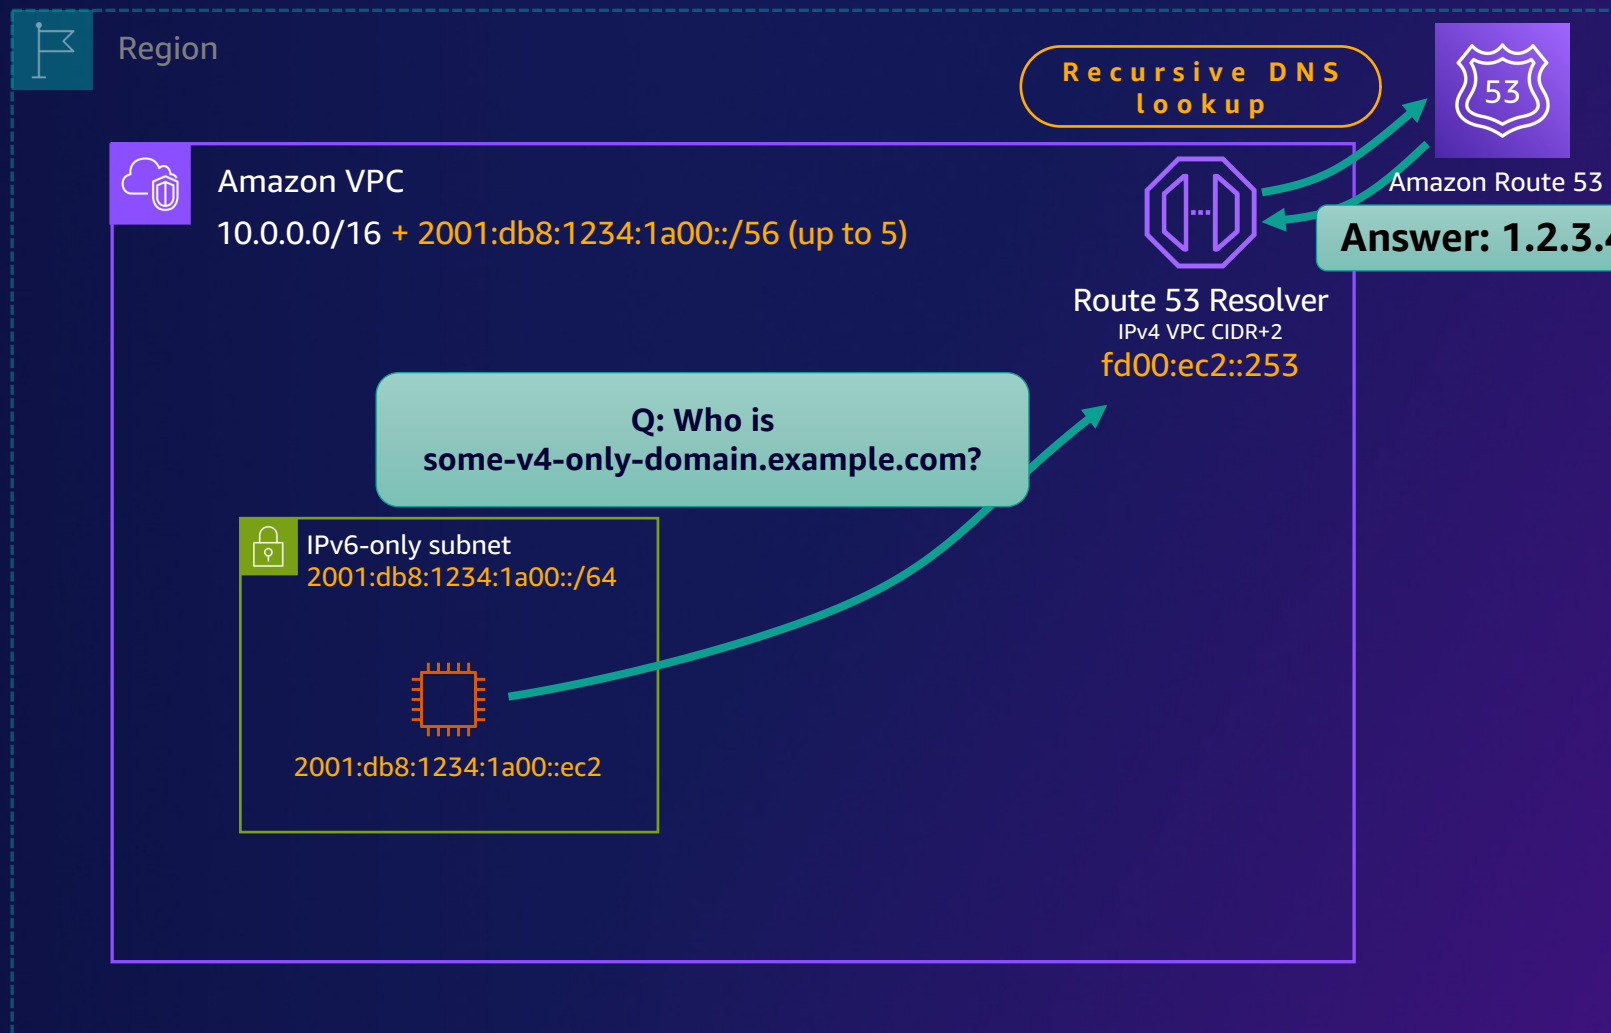 Region
Recursive DNS
lookup
53
Amazon Route 53
Amazon VPC
10.0.0.0/16 + 2001:db8:1234:1a00::/56 (up to 5)
Answer: 1.2.3.4
Route 53 Resolver
IPv4 VPC CIDR+2
fd00:ec2::253
Q: Who is
some-v4-only-domain.example.com?
IPv6-only subnet
2001:db8:1234:1a00::/64
2001:db8:1234:1a00::ec2